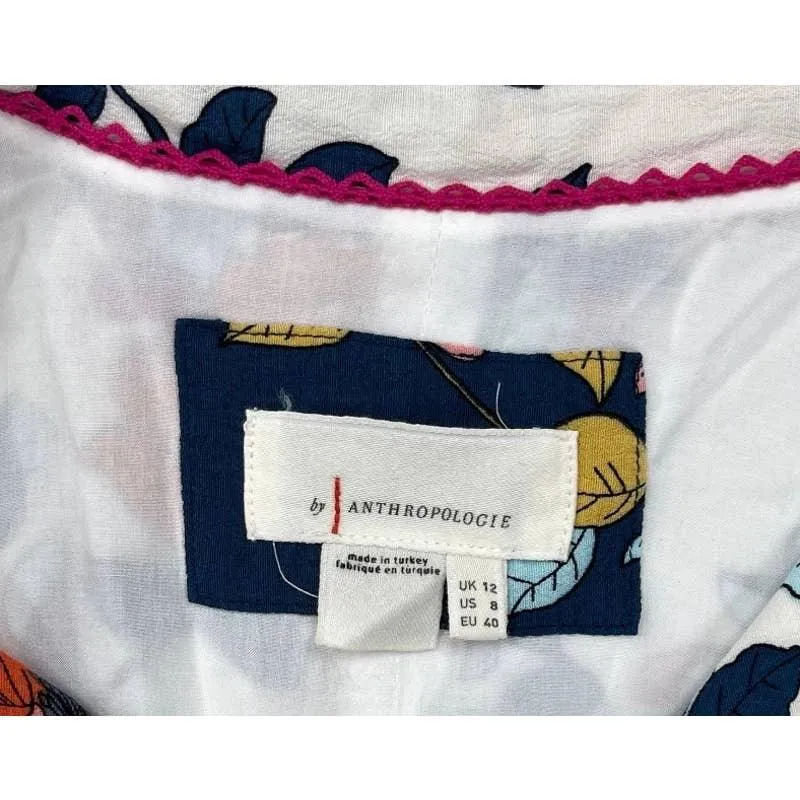 by ANTHROPOLOGIE
made in turkey
fabriqué en turquie
UK 12
US 8
EU 40